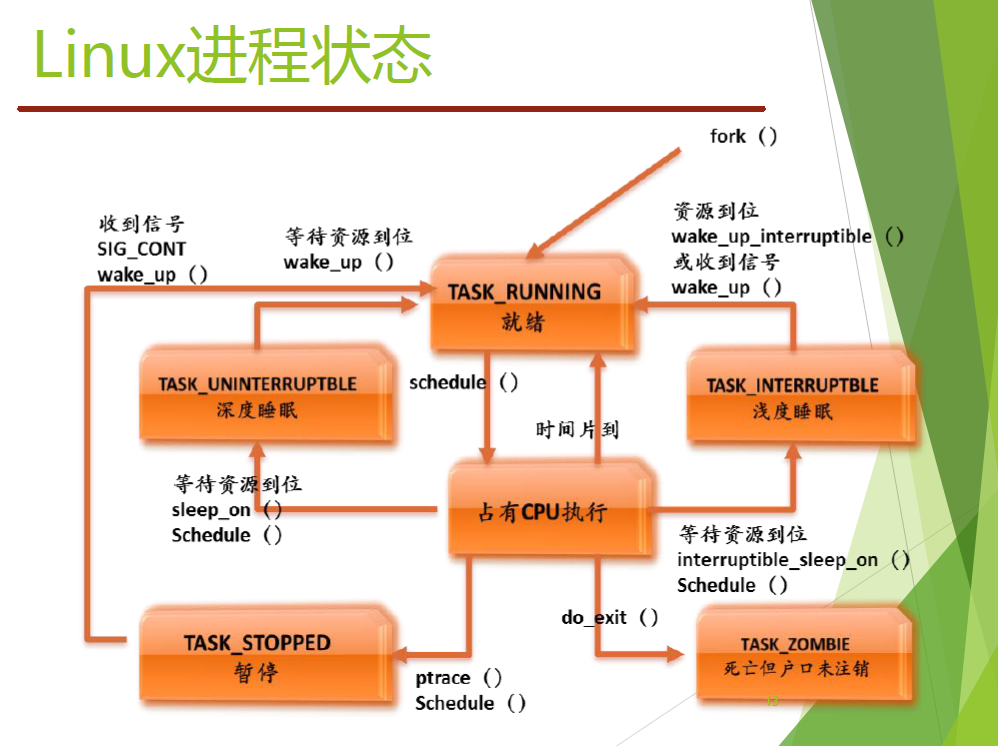 Linux进程状态
fork（）
收到信号
SIG_CONT
wake_up（）
等待资源到位
wake_up（）
资源到位
wake_up_interruptible（）
或收到信号
wake_up（）
TASK_RUNNING
就绪
TASK_UNINTERRUPTBLE
深度睡眠
schedule（）
时间片到
TASK_INTERRUPTBLE
浅度睡眠
等待资源到位
sleep_on（）
Schedule（）
占有CPU执行
等待资源到位
interruptible_sleep_on（）
Schedule（）
TASK_STOPPED
暂停
do_exit（）
ptrace（）
Schedule（）
TASK_ZOMBIE
死亡但户口未注销
13